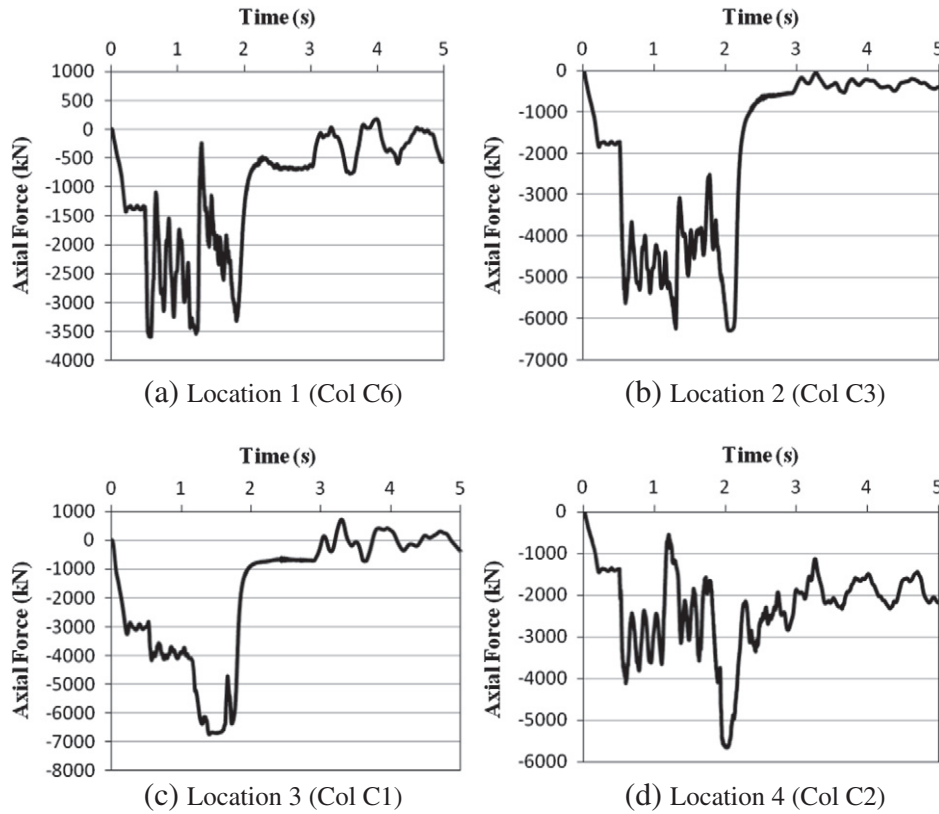 Time (s)
0 1 2 3 4 5
1000
500
0
-500
-1000
-1500
-2000
-2500
-3000
-3500
-4000
Axial Force (kN)
(a) Location 1 (Col C6)
Time (s)
0 1 2 3 4 5
0
-1000
-2000
-3000
-4000
-5000
-6000
-7000
Axial Force (kN)
(b) Location 2 (Col C3)
Time (s)
0 1 2 3 4 5
1000
0
-1000
-2000
-3000
-4000
-5000
-6000
-7000
-8000
Axial Force (kN)
(c) Location 3 (Col C1)
Time (s)
0 1 2 3 4 5
0
-1000
-2000
-3000
-4000
-5000
-6000
Axial Force (kN)
(d) Location 4 (Col C2)